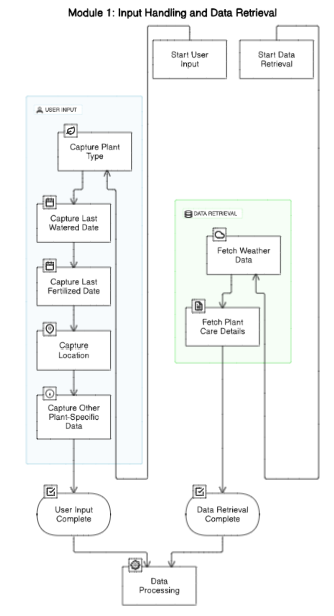 Module 1: Input Handling and Data Retrieval
Start User
Input
Start Data
Retrieval
USER INPUT
Capture Plant
Type
Capture Last
Watered Date
Capture Last
Fertilized Date
Capture
Location
Capture Other
Plant-Specific
Data
DATA RETRIEVAL
Fetch Weather
Data
Fetch Plant
Care Details
User Input
Complete
Data Retrieval
Complete
Data
Processing